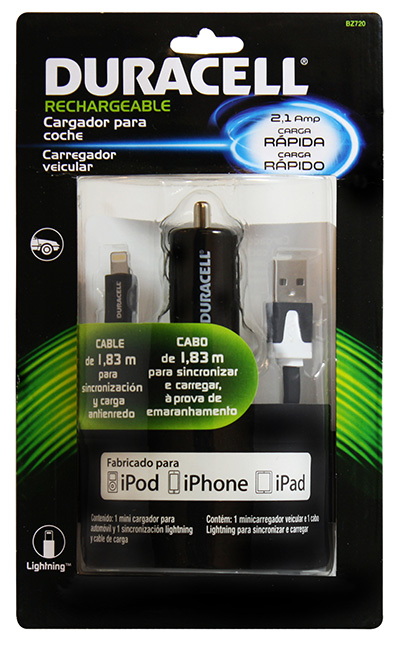 BZ720
DURACELL®
RECHARGEABLE
Cargador para
coche
Carregador
veicular
2,1 Amp
CARGA
RÁPIDA
CARGA
RÁPIDO
DURACELL
DURACELL®
CABLE
de 1,83 m
para
sincronización
y carga
antienredo
CABO
de 1,83 m
para sincronizar
e carregar,
à prova de
emaranhamento
Fabricado para
iPod iPhone iPad
Contenido: 1 mini cargador para
automóvil y 1 sincronización lightning
y cable de carga
Contém: 1 minicarregador veicular e 1 cabo
Lightning para sincronizar e carregar
Lightning™